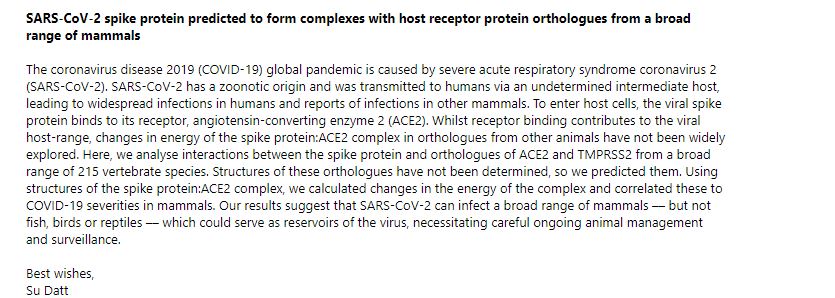 SARS-CoV-2 spike protein predicted to form complexes with host receptor protein orthologues from a broad
range of mammals
The coronavirus disease 2019 (COVID-19) global pandemic is caused by severe acute respiratory syndrome coronavirus 2
(SARS-CoV-2). SARS-CoV-2 has a zoonotic origin and was transmitted to humans via an undetermined intermediate host,
leading to widespread infections in humans and reports of infections in other mammals. To enter host cells, the viral spike
protein binds to its receptor, angiotensin-converting enzyme 2 (ACE2). Whilst receptor binding contributes to the viral
host-range, changes in energy of the spike protein:ACE2 complex in orthologues from other animals have not been widely
explored. Here, we analyse interactions between the spike protein and orthologues of ACE2 and TMPRSS2 from a broad
range of 215 vertebrate species. Structures of these orthologues have not been determined, so we predicted them. Using
structures of the spike protein:ACE2 complex, we calculated changes in the energy of the complex and correlated these to
COVID-19 severities in mammals. Our results suggest that SARS-CoV-2 can infect a broad range of mammals — but not
fish, birds or reptiles — which could serve as reservoirs of the virus, necessitating careful ongoing animal management
and surveillance.
Best wishes,
Su Datt